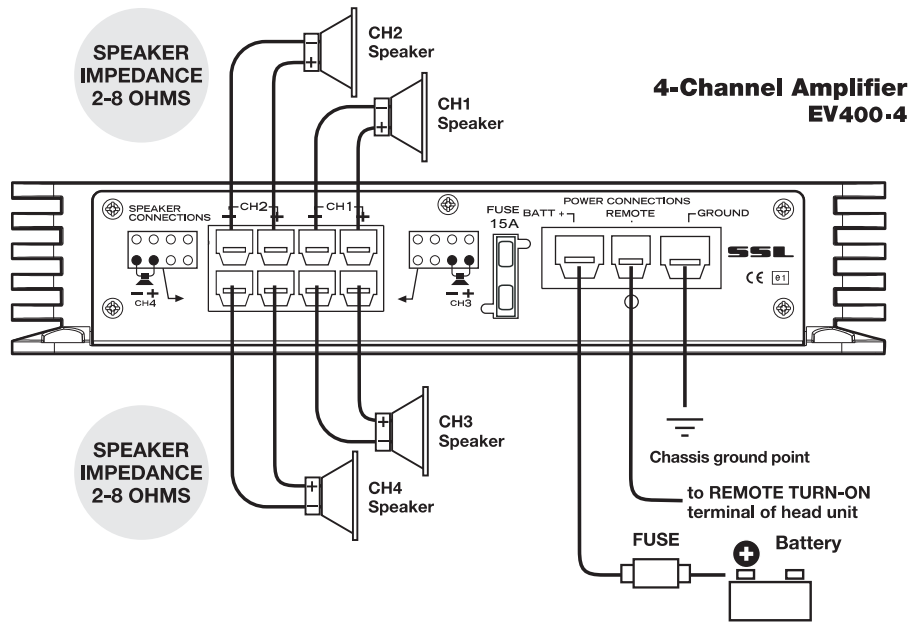 SPEAKER
IMPEDANCE
2-8 OHMS
CH2
Speaker
CH1
Speaker
4-Channel Amplifier
EV400-4
SPEAKER
CONNECTIONS
− CH2 +
− CH1 +
FUSE
15A
POWER CONNECTIONS
BATT +
REMOTE
GROUND
SSL
CE e1
− +
CH4
− +
CH3
− +
− +
+ −
+ −
CH3
Speaker
CH4
Speaker
SPEAKER
IMPEDANCE
2-8 OHMS
Chassis ground point
to REMOTE TURN-ON
terminal of head unit
FUSE
+
Battery